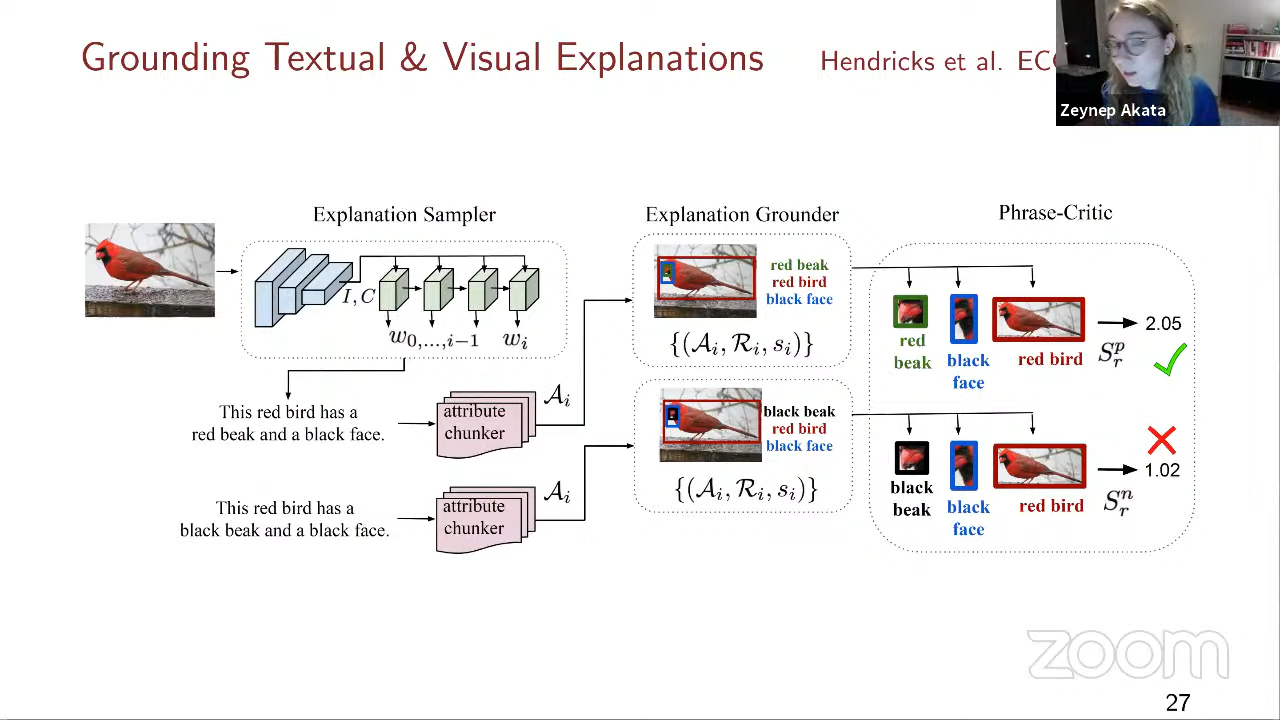 Grounding Textual & Visual Explanations
Hendricks et al.
Zeynep Akata
Explanation Sampler
I, C
w0,...,i−1
wi
This red bird has a
red beak and a black face.
attribute
chunker
Ai
This red bird has a
black beak and a black face.
attribute
chunker
Ai
Explanation Grounder
red beak
red bird
black face
{(Ai, Ri, si)}
black beak
red bird
black face
{(Ai, Ri, si)}
Phrase-Critic
red
beak
black
face
red bird
S^p_r
2.05
black
beak
black
face
red bird
S^n_r
1.02
zoom
27